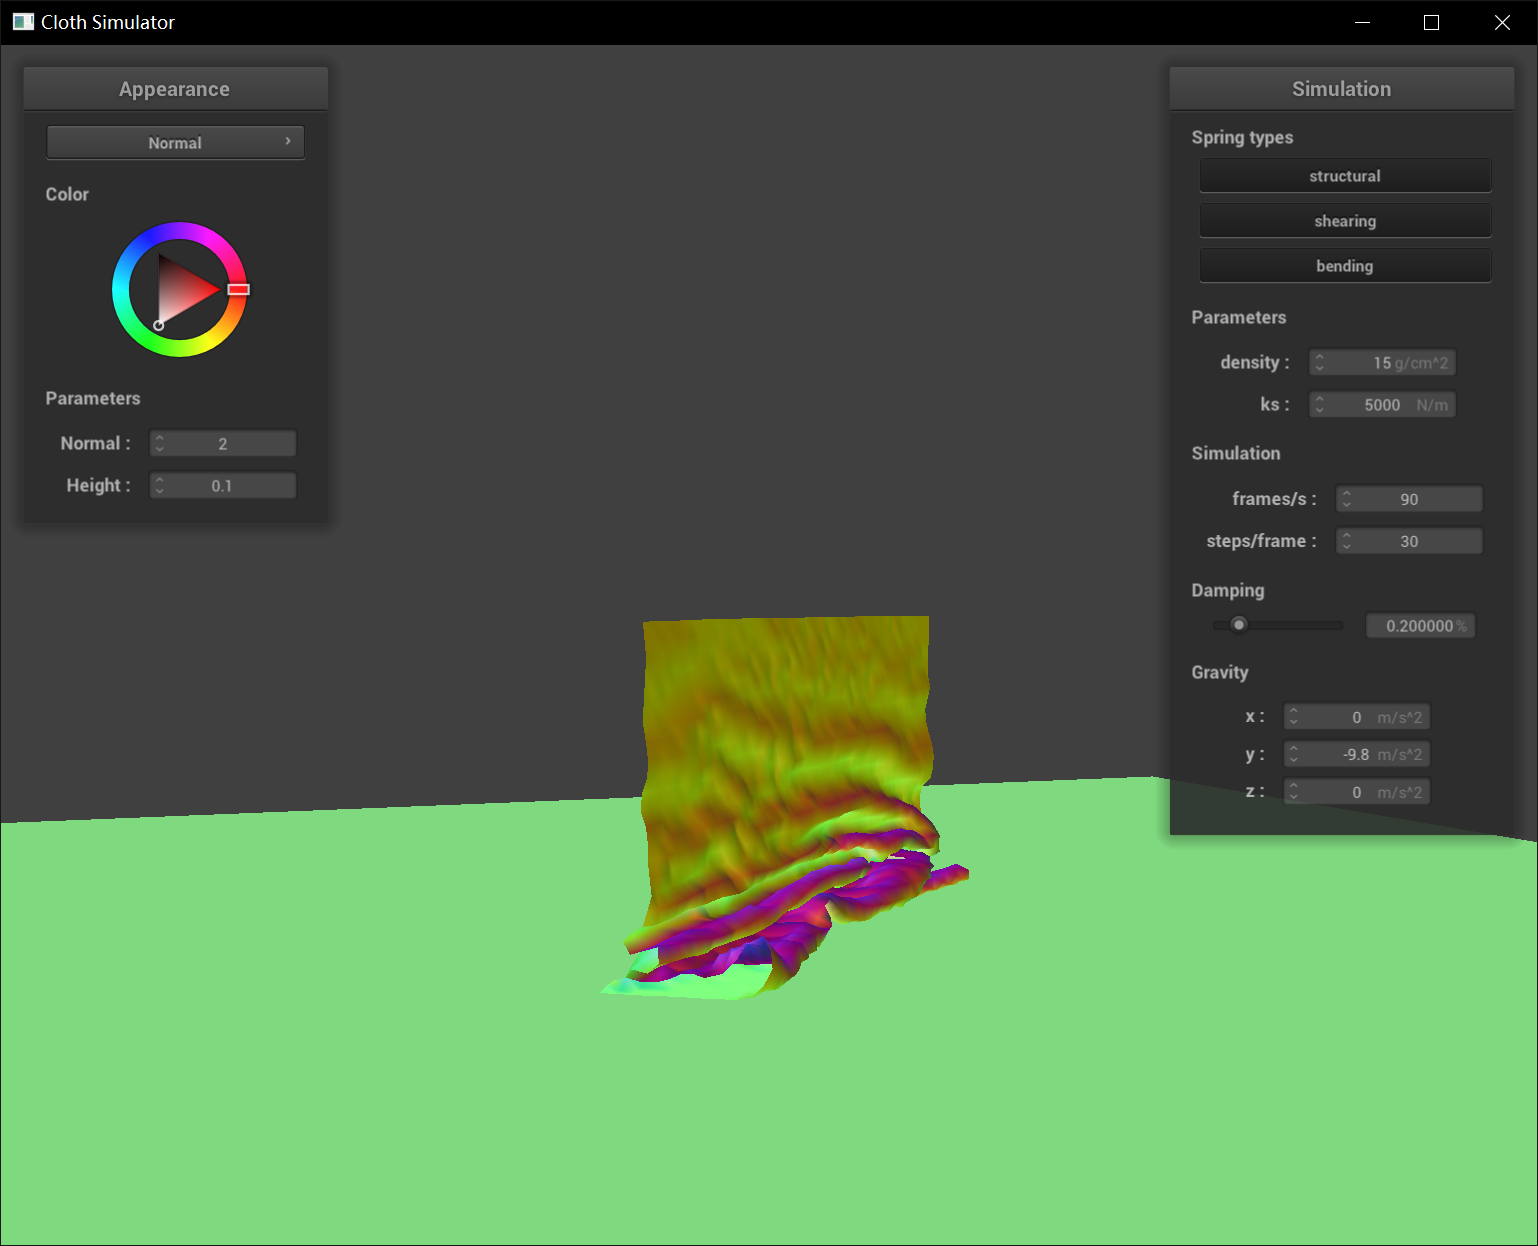 Cloth Simulator
Appearance
Normal
Color
Parameters
Normal :
2
Height :
0.1
Simulation
Spring types
structural
shearing
bending
Parameters
density :
15 g/cm^2
ks :
5000 N/m
Simulation
frames/s :
90
steps/frame :
30
Damping
0.200000 %
Gravity
x :
0 m/s^2
y :
-9.8 m/s^2
z :
0 m/s^2